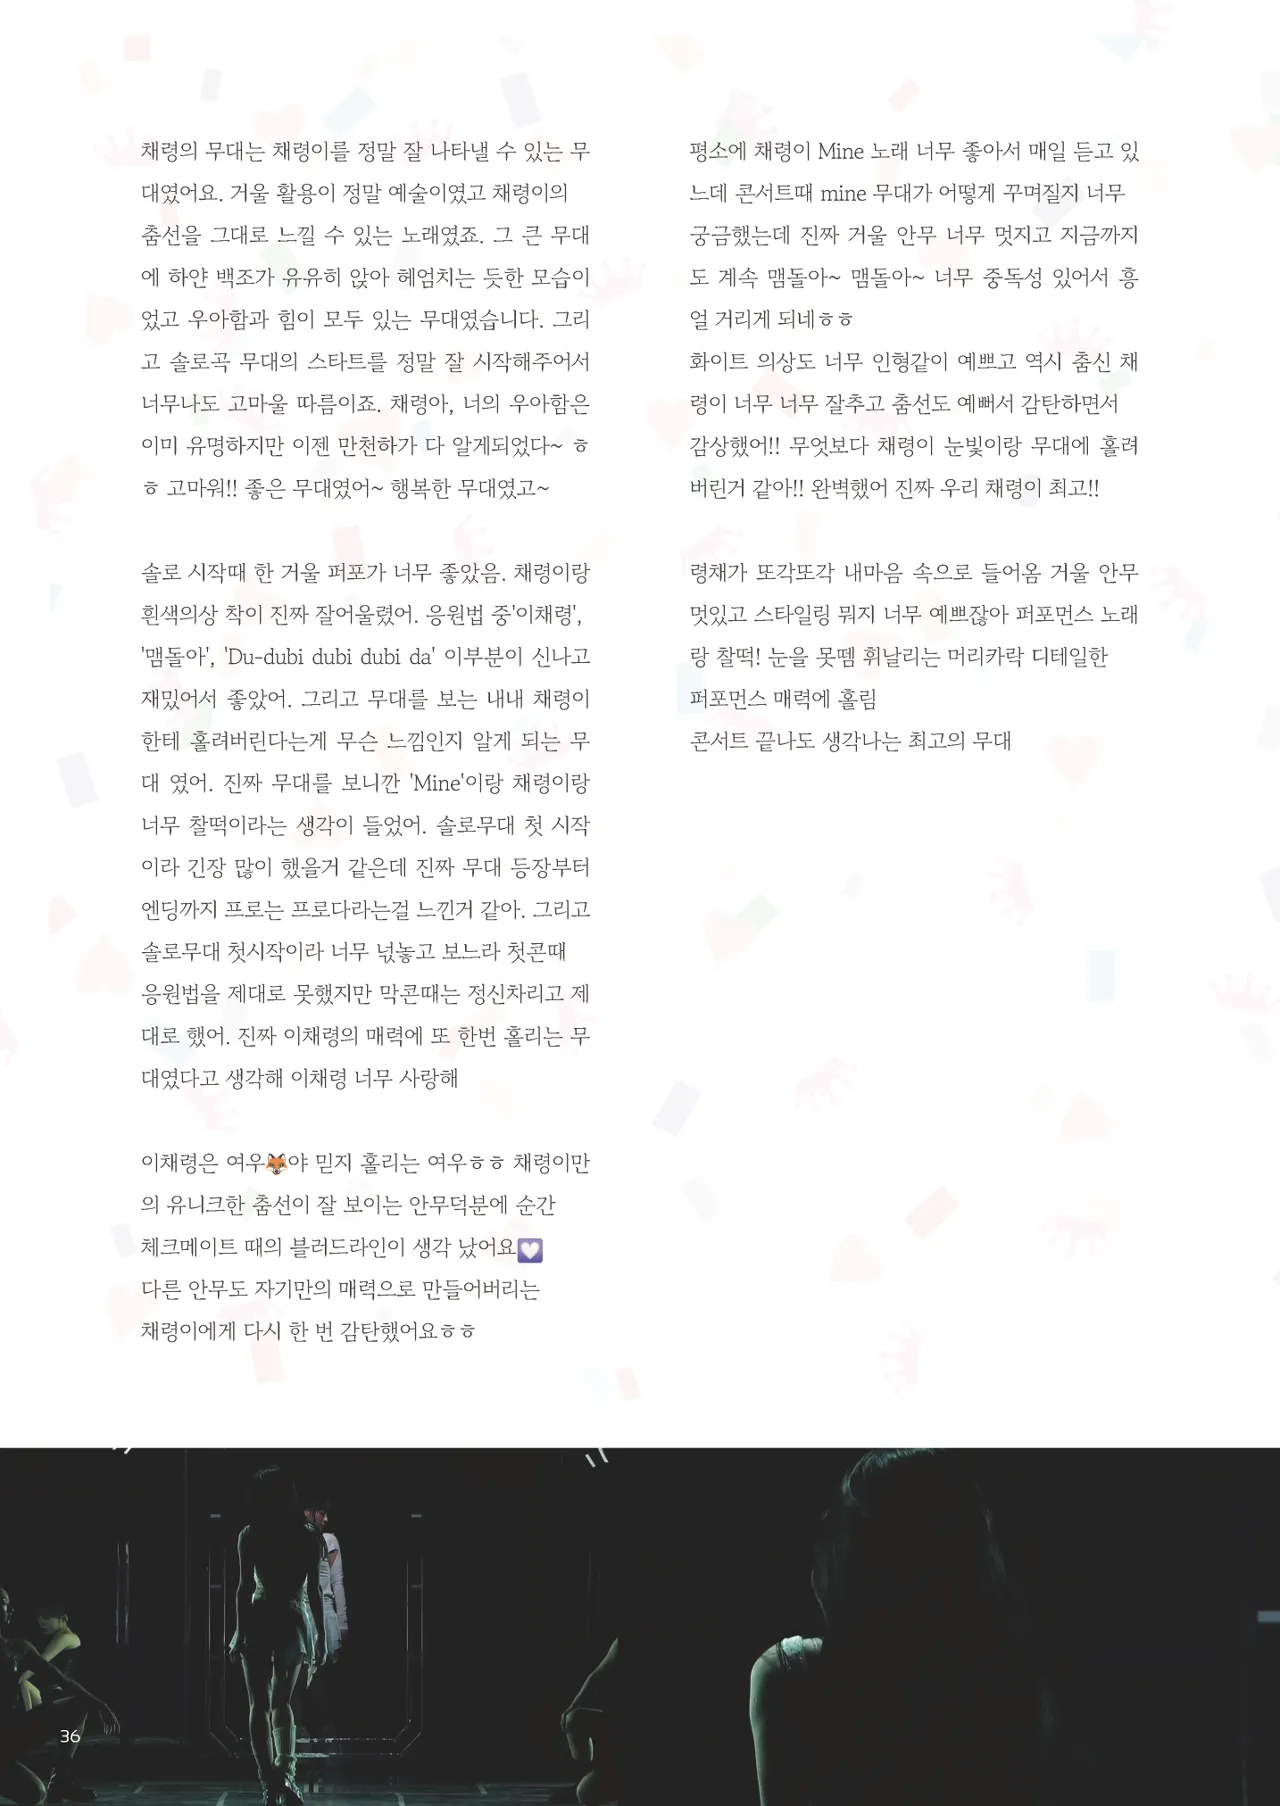 채령의 무대는 채령이를 정말 잘 나타낼 수 있는 무
대였어요. 거울 활용이 정말 예술이였고 채령이의
춤선을 그대로 느낄 수 있는 노래였죠. 그 큰 무대
에 하얀 백조가 유유히 앉아 헤엄치는 듯한 모습이
었고 우아함과 힘이 모두 있는 무대였습니다. 그리
고 솔로곡 무대의 스타트를 정말 잘 시작해주어서
너무나도 고마울 따름이죠. 채령아, 너의 우아함은
이미 유명하지만 이젠 만천하가 다 알게되었다~ ㅎ
ㅎ 고마워!! 좋은 무대였어~ 행복한 무대였고~
솔로 시작때 한 거울 퍼포가 너무 좋았음. 채령이랑
흰색의상 착이 진짜 잘어울렸어. 응원법 중'이채령',
'맴돌아', 'Du-dubi dubi dubi da' 이부분이 신나고
재밌어서 좋았어. 그리고 무대를 보는 내내 채령이
한테 홀려버린다는게 무슨 느낌인지 알게 되는 무
대 였어. 진짜 무대를 보니깐 'Mine'이랑 채령이랑
너무 찰떡이라는 생각이 들었어. 솔로무대 첫 시작
이라 긴장 많이 했을거 같은데 진짜 무대 등장부터
엔딩까지 프로는 프로다라는걸 느낀거 같아. 그리고
솔로무대 첫시작이라 너무 넋놓고 보느라 첫콘때
응원법을 제대로 못했지만 막콘때는 정신차리고 제
대로 했어. 진짜 이채령의 매력에 또 한번 홀리는 무
대였다고 생각해 이채령 너무 사랑해
이채령은 여우🦊야 믿지 홀리는 여우ㅎㅎ 채령이만
의 유니크한 춤선이 잘 보이는 안무덕분에 순간
체크메이트 때의 블러드라인이 생각 났어요💟
다른 안무도 자기만의 매력으로 만들어버리는
채령이에게 다시 한 번 감탄했어요ㅎㅎ
평소에 채령이 Mine 노래 너무 좋아서 매일 듣고 있
느데 콘서트때 mine 무대가 어떻게 꾸며질지 너무
궁금했는데 진짜 거울 안무 너무 멋지고 지금까지
도 계속 맴돌아~ 맴돌아~ 너무 중독성 있어서 흥
얼 거리게 되네ㅎㅎ
화이트 의상도 너무 인형같이 예쁘고 역시 춤신 채
령이 너무 너무 잘추고 춤선도 예뻐서 감탄하면서
감상했어!! 무엇보다 채령이 눈빛이랑 무대에 홀려
버린거 같아!! 완벽했어 진짜 우리 채령이 최고!!
령채가 또각또각 내마음 속으로 들어옴 거울 안무
멋있고 스타일링 뭐지 너무 예쁘잖아 퍼포먼스 노래
랑 찰떡! 눈을 못뗌 휘날리는 머리카락 디테일한
퍼포먼스 매력에 홀림
콘서트 끝나도 생각나는 최고의 무대
36